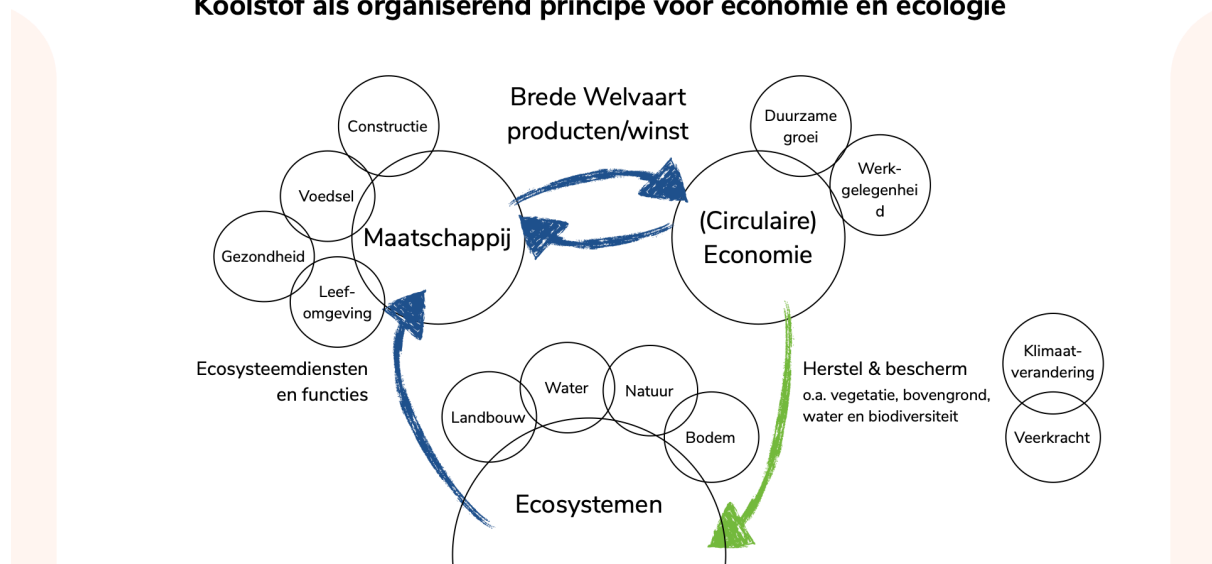 Koolstof als organiserend principe voor economie en ecologie
Brede Welvaart
producten/winst
Constructie
Voedsel
Gezondheid
Leef-
omgeving
Maatschappij
Duurzame
groei
Werk-
gelegenhei
d
(Circulaire)
Economie
Ecosysteemdiensten
en functies
Landbouw
Water
Natuur
Bodem
Ecosystemen
Herstel & bescherm
o.a. vegetatie, bovengrond,
water en biodiversiteit
Klimaat-
verandering
Veerkracht